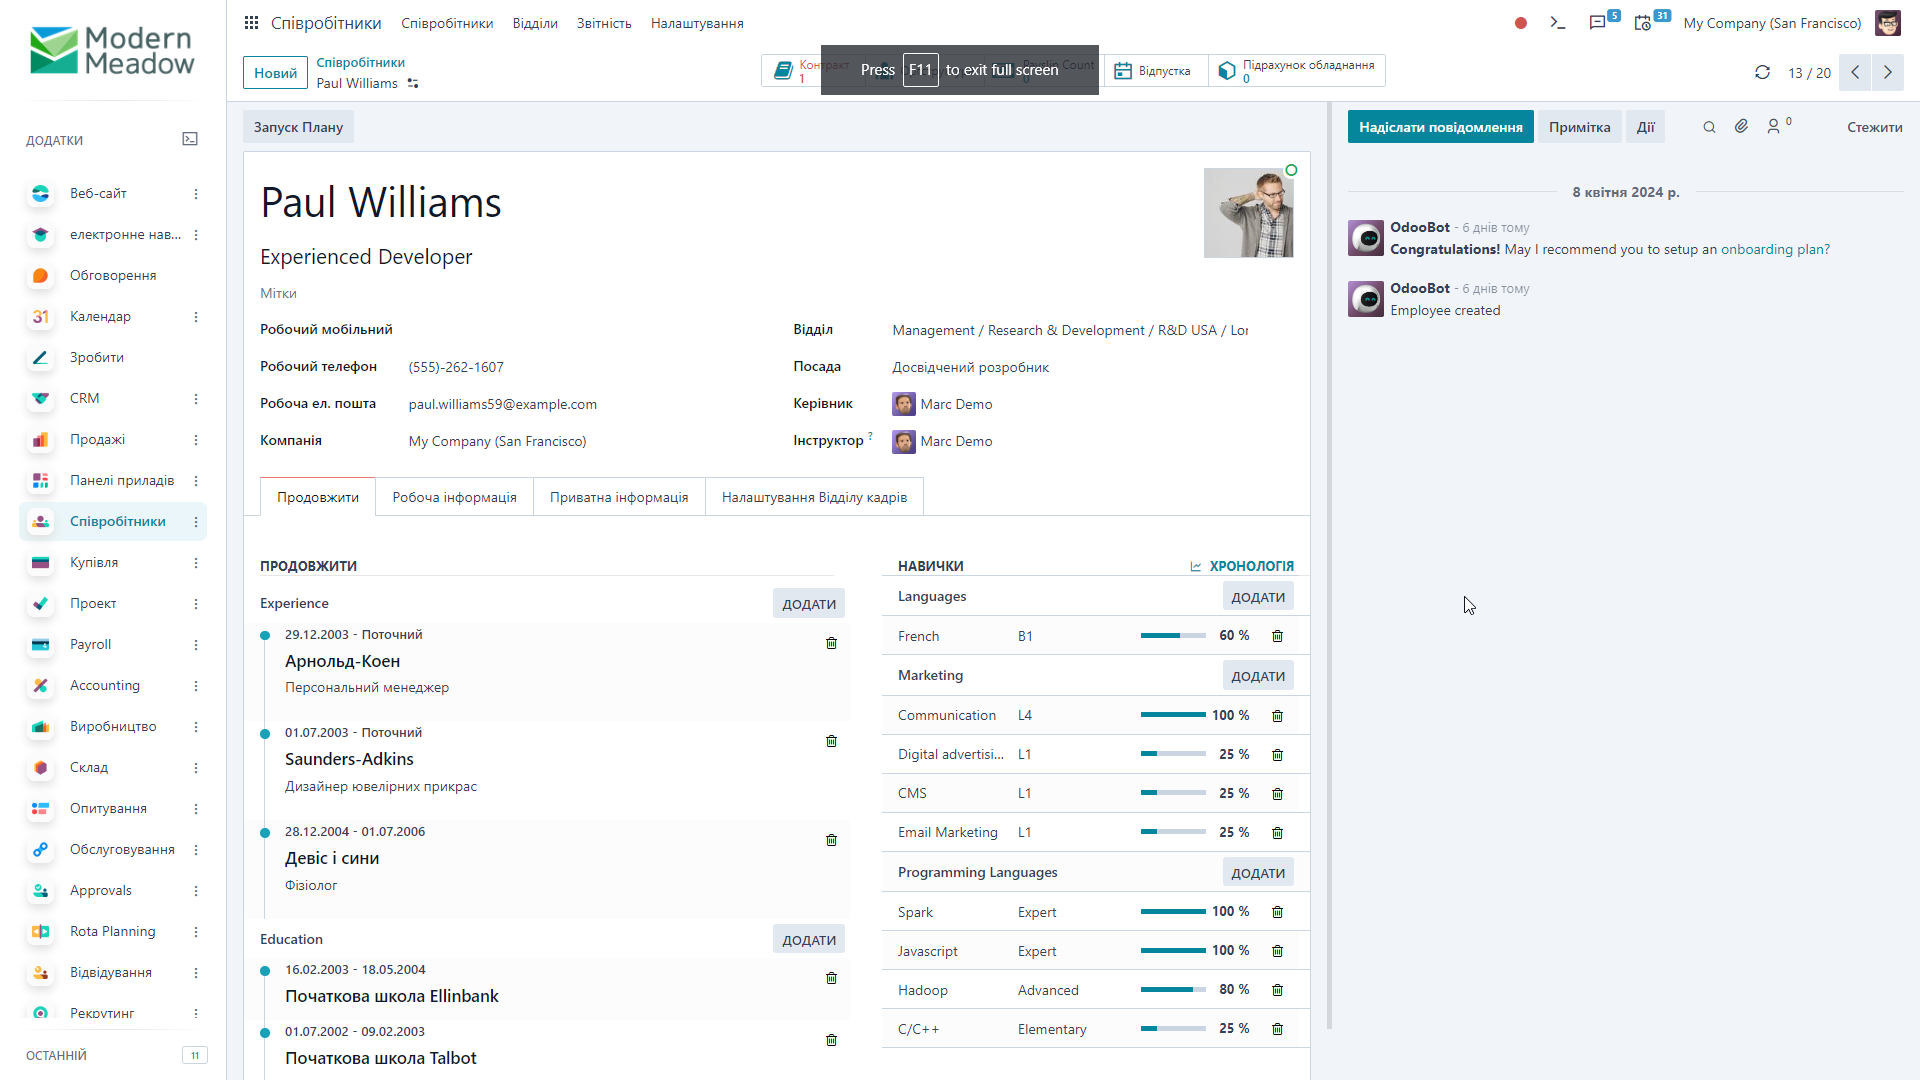 Modern
Meadow
ДОДАТКИ
Веб-сайт
електронне нав...
Обговорення
31 Календар
Зробити
CRM
Продажі
Панелі приладів
Співробітники
Купівля
Проект
Payroll
Accounting
Виробництво
Склад
Опитування
Обслуговування
Approvals
Rota Planning
Відвідування
Рекрутинг
ОСТАННІЙ 11
Співробітники Співробітники Відділи Звітність Налаштування
5 31 My Company (San Francisco)
Новий
Співробітники
Paul Williams
Контракт
1
Press F11 to exit full screen
Payslip Count
0
Відпустка
Підрахунок обладнання
0
13 / 20
Запуск Плану
Paul Williams
Experienced Developer
Мітки
Робочий мобільний
Робочий телефон (555)-262-1607
Робоча ел. пошта paul.williams59@example.com
Компанія My Company (San Francisco)
Відділ Management / Research & Development / R&D USA / Lor
Посада Досвідчений розробник
Керівник Marc Demo
Інструктор ? Marc Demo
Продовжити Робоча інформація Приватна інформація Налаштування Відділу кадрів
ПРОДОВЖИТИ
Experience ДОДАТИ
29.12.2003 - Поточний
Арнольд-Коен
Персональний менеджер
01.07.2003 - Поточний
Saunders-Adkins
Дизайнер ювелірних прикрас
28.12.2004 - 01.07.2006
Девіс і сини
Фізіолог
Education ДОДАТИ
16.02.2003 - 18.05.2004
Початкова школа Ellinbank
01.07.2002 - 09.02.2003
Початкова школа Talbot
НАВИЧКИ ХРОНОЛОГІЯ
Languages ДОДАТИ
French B1 60 %
Marketing ДОДАТИ
Communication L4 100 %
Digital advertisi... L1 25 %
CMS L1 25 %
Email Marketing L1 25 %
Programming Languages ДОДАТИ
Spark Expert 100 %
Javascript Expert 100 %
Hadoop Advanced 80 %
C/C++ Elementary 25 %
Надіслати повідомлення Примітка Дії 0 Стежити
8 квітня 2024 р.
OdooBot - 6 днів тому
Congratulations! May I recommend you to setup an onboarding plan?
OdooBot - 6 днів тому
Employee created